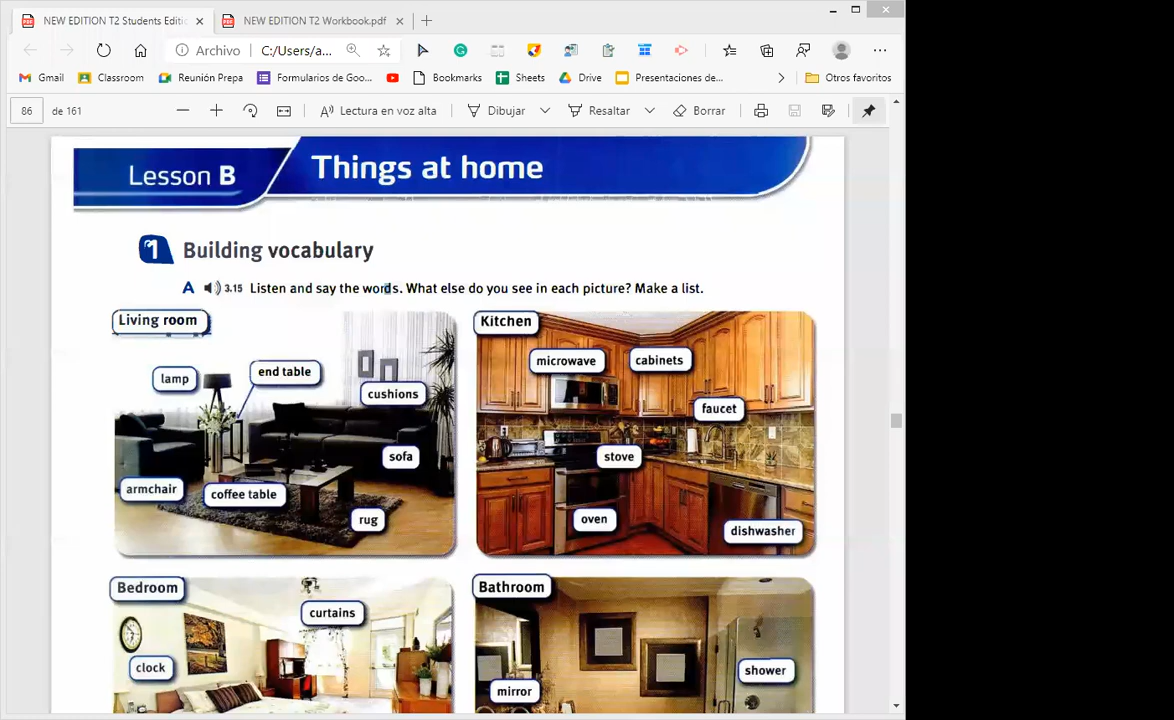 NEW EDITION T2 Students Editi
NEW EDITION T2 Workbook.pdf
Archivo
C:/Users/a...
Gmail
Classroom
Reunión Prepa
Formularios de Goo...
Bookmarks
Sheets
Drive
Presentaciones de...
Otros favoritos
86
de 161
Lectura en voz alta
Dibujar
Resaltar
Borrar
Lesson B
Things at home
1 Building vocabulary
A 3.15 Listen and say the words. What else do you see in each picture? Make a list.
Living room
lamp
end table
cushions
sofa
armchair
coffee table
rug
Kitchen
microwave
cabinets
faucet
stove
oven
dishwasher
Bedroom
curtains
clock
Bathroom
shower
mirror